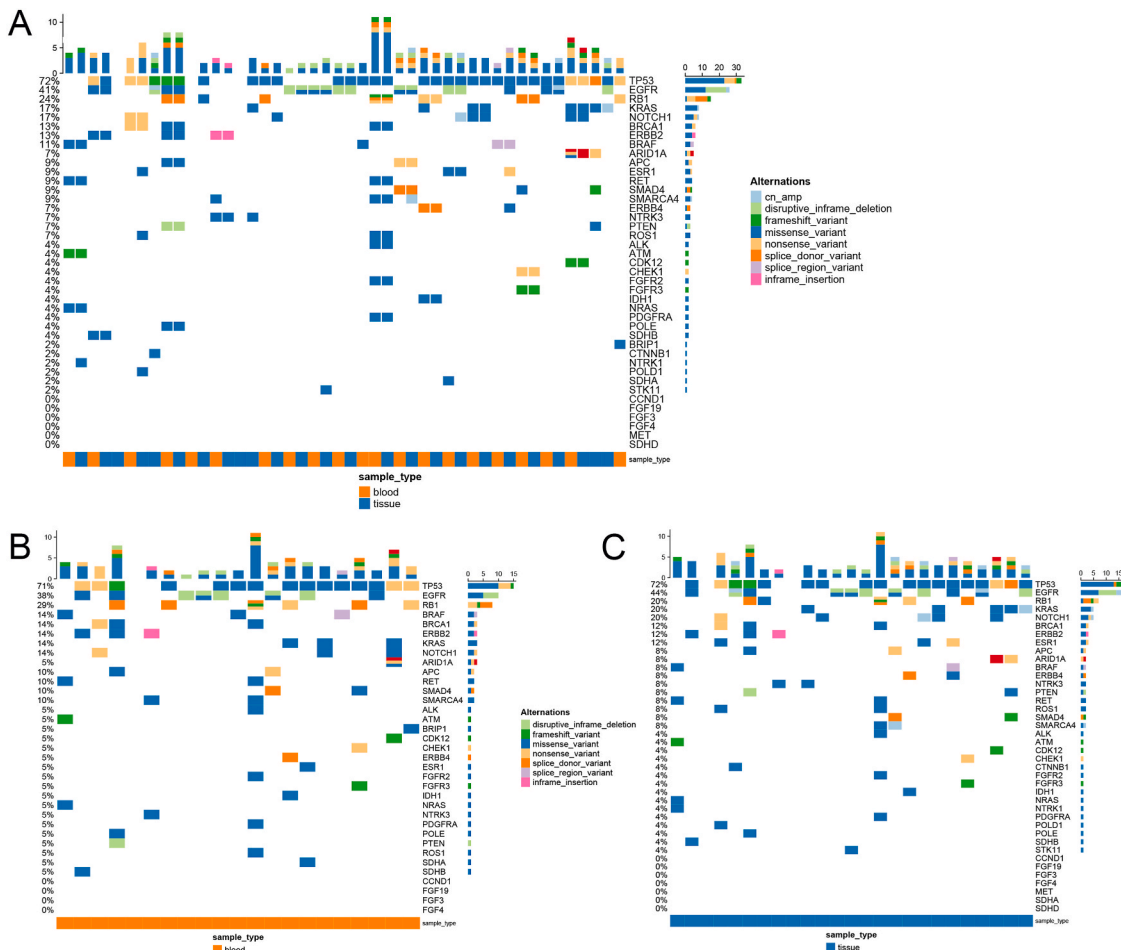 A
10
5
0
0 10 20 30
72% TP53
41% EGFR
24% RB1
17% KRAS
17% NOTCH1
13% BRCA1
13% ERBB2
11% BRAF
7% ARID1A
9% APC
9% ESR1
9% RET
9% SMAD4
9% SMARCA4
7% ERBB4
7% NTRK3
7% PTEN
7% ROS1
4% ALK
4% ATM
4% CDK12
4% CHEK1
4% FGFR2
4% FGFR3
4% IDH1
4% NRAS
4% PDGFRA
4% POLE
4% SDHB
2% BRIP1
2% CTNNB1
2% NTRK1
2% POLD1
2% SDHA
2% STK11
0% CCND1
0% FGF19
0% FGF3
0% FGF4
0% MET
0% SDHD
sample_type
sample_type
blood
tissue
Alternations
cn_amp
disruptive_inframe_deletion
frameshift_variant
missense_variant
nonsense_variant
splice_donor_variant
splice_region_variant
inframe_insertion
B
10
5
0
0 5 10 15
71% TP53
38% EGFR
29% RB1
14% BRAF
14% BRCA1
14% ERBB2
14% KRAS
14% NOTCH1
5% ARID1A
10% APC
10% RET
10% SMAD4
10% SMARCA4
5% ALK
5% ATM
5% BRIP1
5% CDK12
5% CHEK1
5% ERBB4
5% ESR1
5% FGFR2
5% FGFR3
5% IDH1
5% NRAS
5% NTRK3
5% PDGFRA
5% POLE
5% PTEN
5% ROS1
5% SDHA
5% SDHB
0% CCND1
0% FGF19
0% FGF3
0% FGF4
sample_type
sample_type
blood
Alternations
disruptive_inframe_deletion
frameshift_variant
missense_variant
nonsense_variant
splice_donor_variant
splice_region_variant
inframe_insertion
C
10
5
0
0 5 10 15
72% TP53
44% EGFR
20% RB1
20% KRAS
20% NOTCH1
12% BRCA1
12% ERBB2
12% ESR1
8% APC
8% ARID1A
8% BRAF
8% ERBB4
8% NTRK3
8% PTEN
8% RET
8% ROS1
8% SMAD4
8% SMARCA4
4% ALK
4% ATM
4% CDK12
4% CHEK1
4% CTNNB1
4% FGFR2
4% FGFR3
4% IDH1
4% NRAS
4% NTRK1
4% PDGFRA
4% POLD1
4% POLE
4% SDHB
4% STK11
0% CCND1
0% FGF19
0% FGF3
0% FGF4
0% MET
0% SDHA
0% SDHD
sample_type
sample_type
tissue